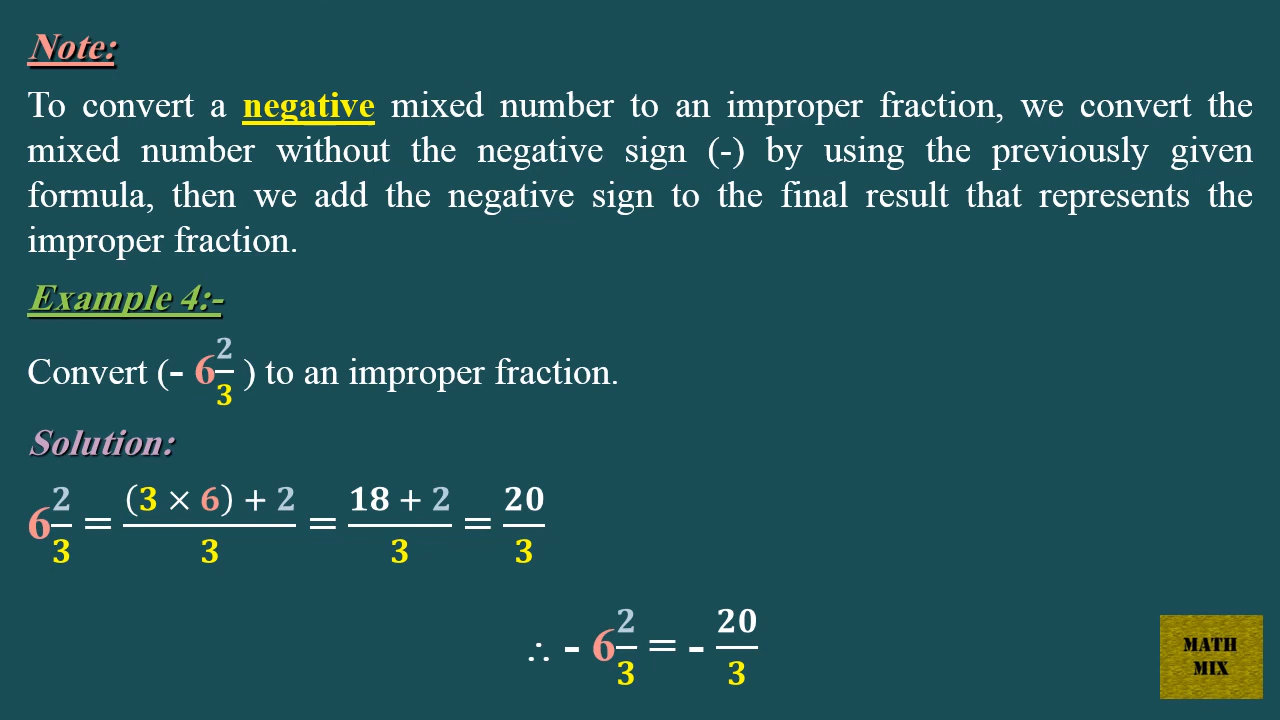 Note:
To convert a negative mixed number to an improper fraction, we convert the
mixed number without the negative sign (-) by using the previously given
formula, then we add the negative sign to the final result that represents the
improper fraction.
Example 4:-
Convert (- 6 2/3 ) to an improper fraction.
Solution:
6 2/3 = (3 × 6) + 2/3 = 18 + 2/3 = 20/3
∴ - 6 2/3 = - 20/3
MATH
MIX